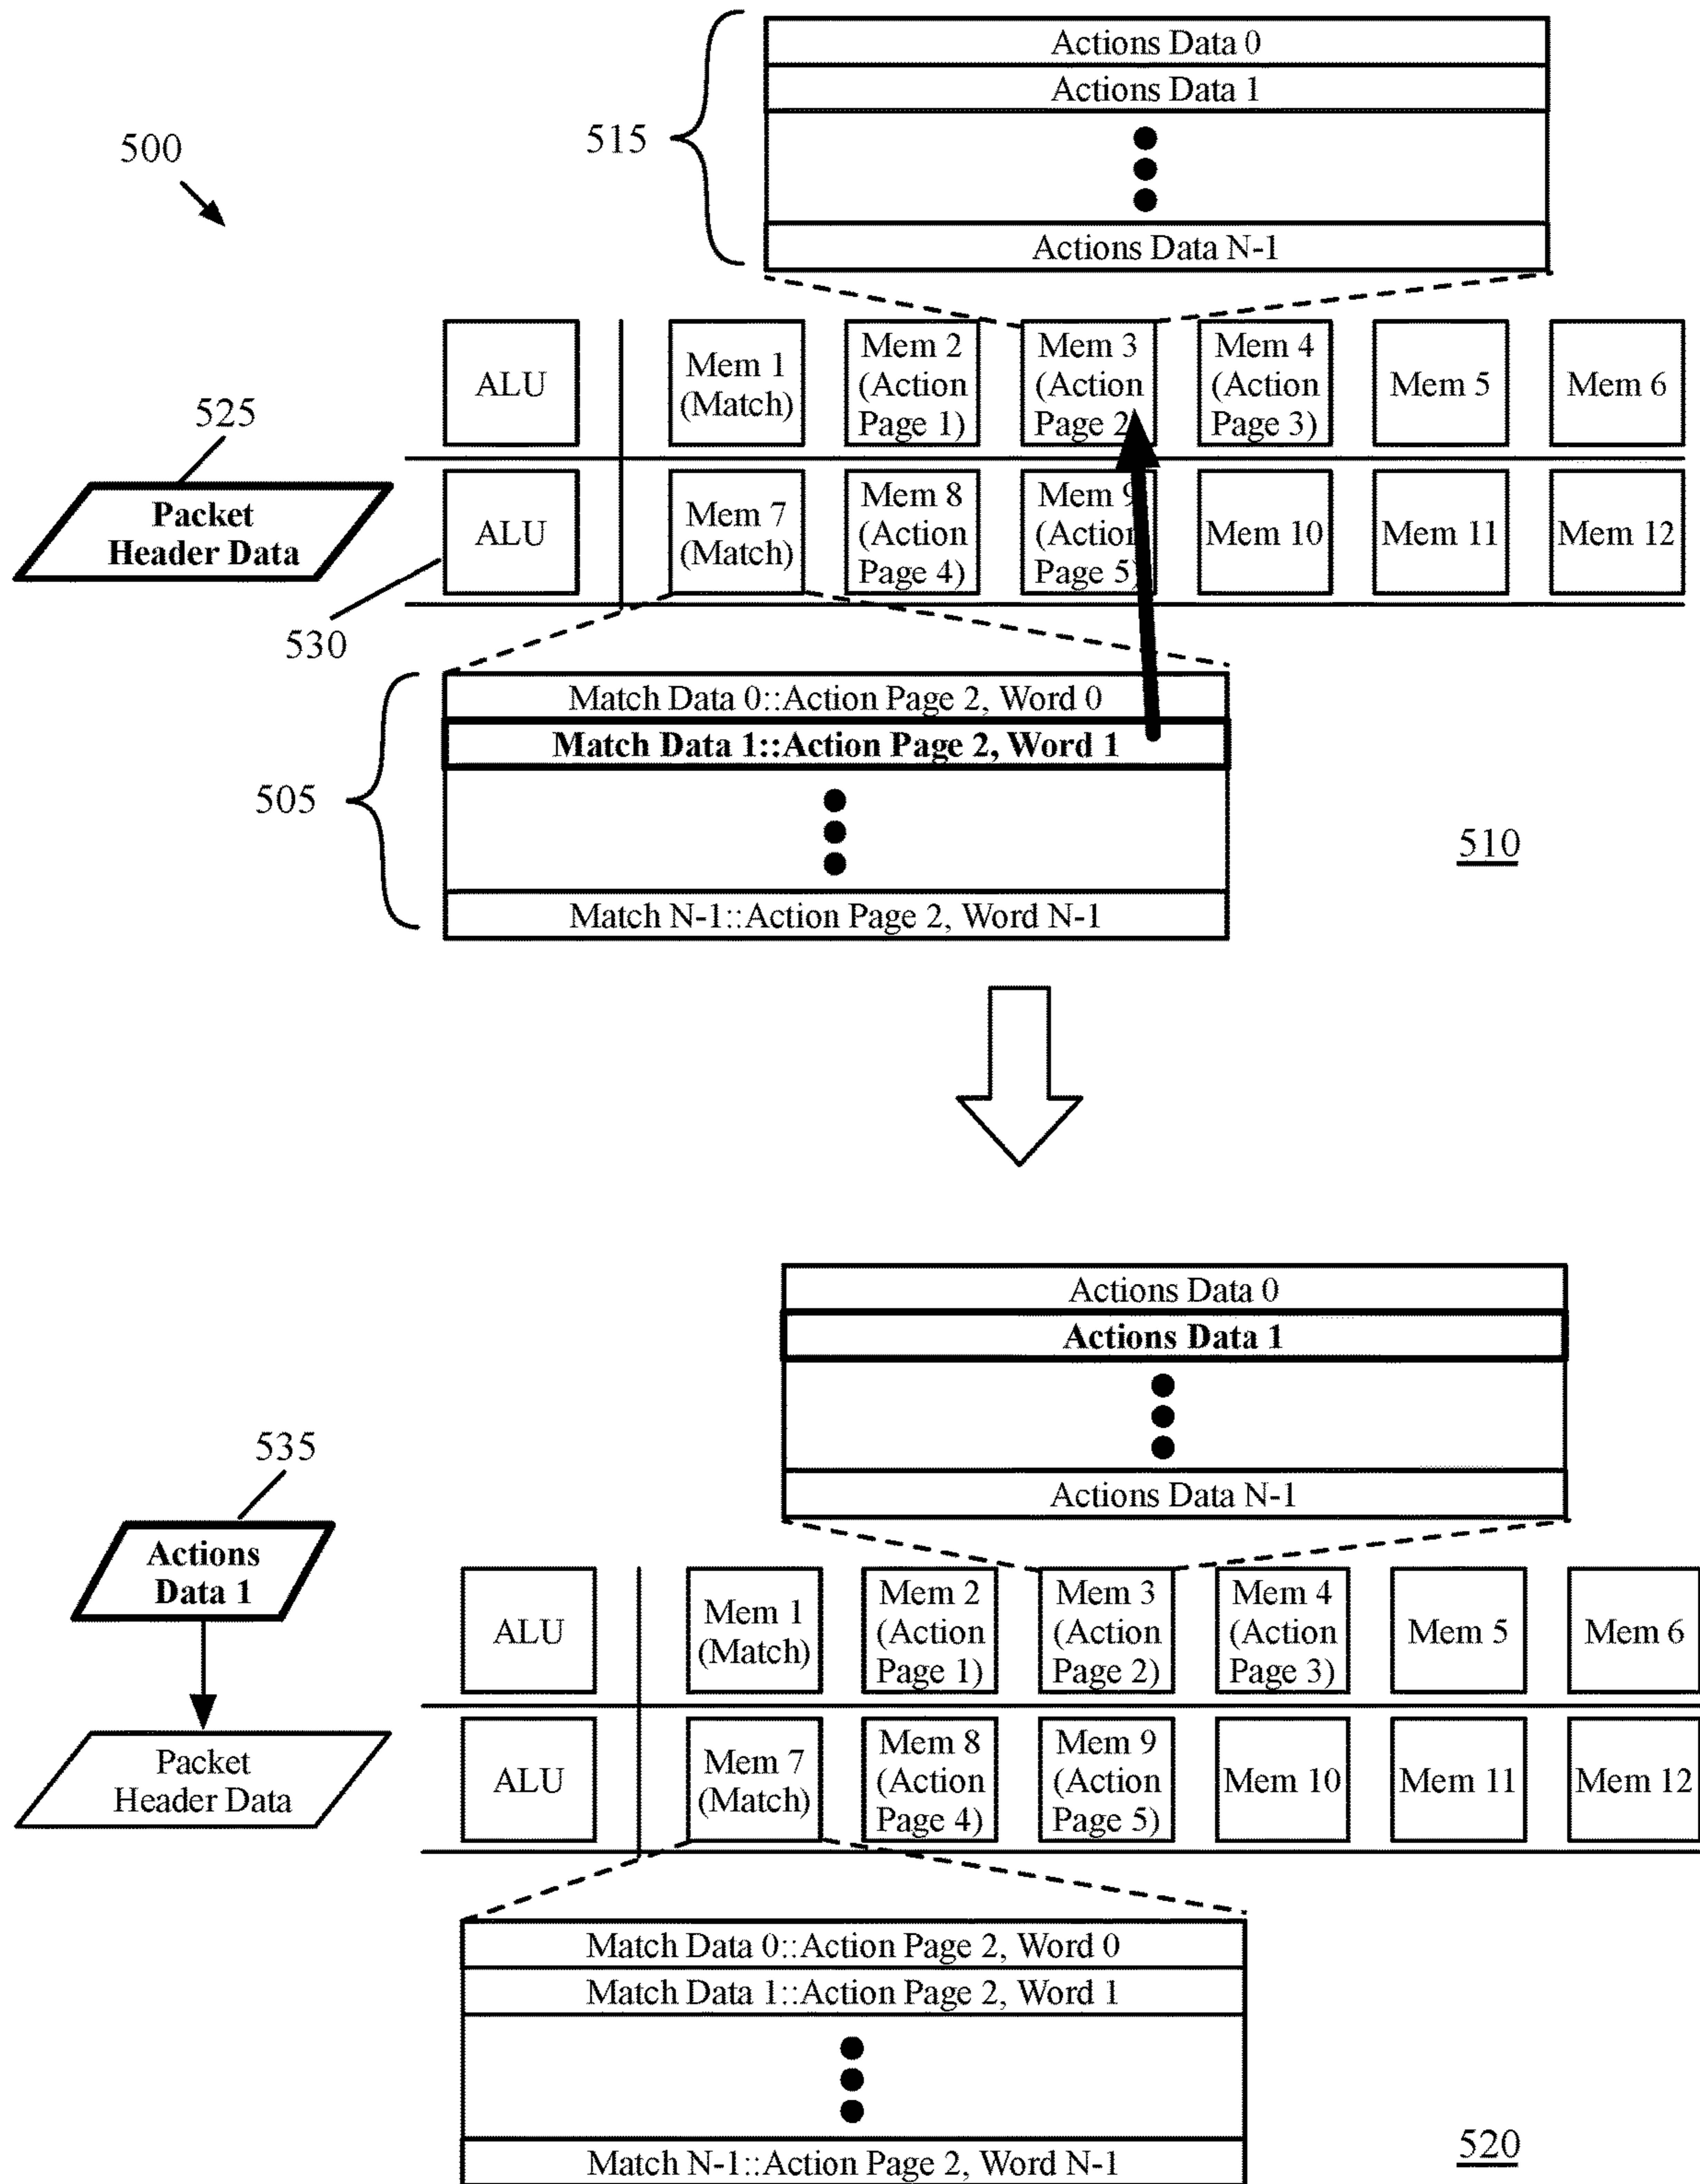 Actions Data 0
Actions Data 1
515
500
Actions Data N-1
ALU
Mem 1
(Match)
Mem 2
(Action
Page 1)
Mem 3
(Action
Page 2)
Mem 4
(Action
Page 3)
Mem 5
Mem 6
525
Packet
Header Data
ALU
Mem 7
(Match)
Mem 8
(Action
Page 4)
Mem 9
(Action
Page 5)
Mem 10
Mem 11
Mem 12
530
Match Data 0::Action Page 2, Word 0
Match Data 1::Action Page 2, Word 1
505
510
Match N-1::Action Page 2, Word N-1
Actions Data 0
Actions Data 1
Actions Data N-1
535
Actions
Data 1
ALU
Mem 1
(Match)
Mem 2
(Action
Page 1)
Mem 3
(Action
Page 2)
Mem 4
(Action
Page 3)
Mem 5
Mem 6
Packet
Header Data
ALU
Mem 7
(Match)
Mem 8
(Action
Page 4)
Mem 9
(Action
Page 5)
Mem 10
Mem 11
Mem 12
Match Data 0::Action Page 2, Word 0
Match Data 1::Action Page 2, Word 1
Match N-1::Action Page 2, Word N-1
520